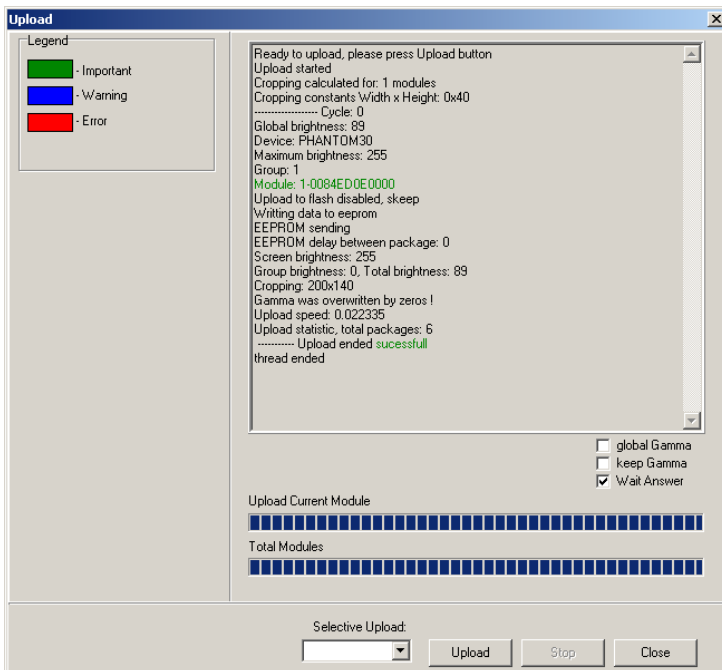 Upload
Legend
- Important
- Warning
- Error
Ready to upload, please press Upload button
Upload started
Cropping calculated for: 1 modules
Cropping constants Width x Height: 0x40
------------------ Cycle: 0
Global brightness: 89
Device: PHANTOM30
Maximum brightness: 255
Group: 1
Module: 1-0084ED0E0000
Upload to flash disabled, skeep
Writting data to eeprom
EEPROM sending
EEPROM delay between package: 0
Screen brightness: 255
Group brightness: 0, Total brightness: 89
Cropping: 200x140
Gamma was overwritten by zeros !
Upload speed: 0.022335
Upload statistic, total packages: 6
----------- Upload ended sucessfull
thread ended
global Gamma
keep Gamma
Wait Answer
Upload Current Module
Total Modules
Selective Upload:
Upload Stop Close